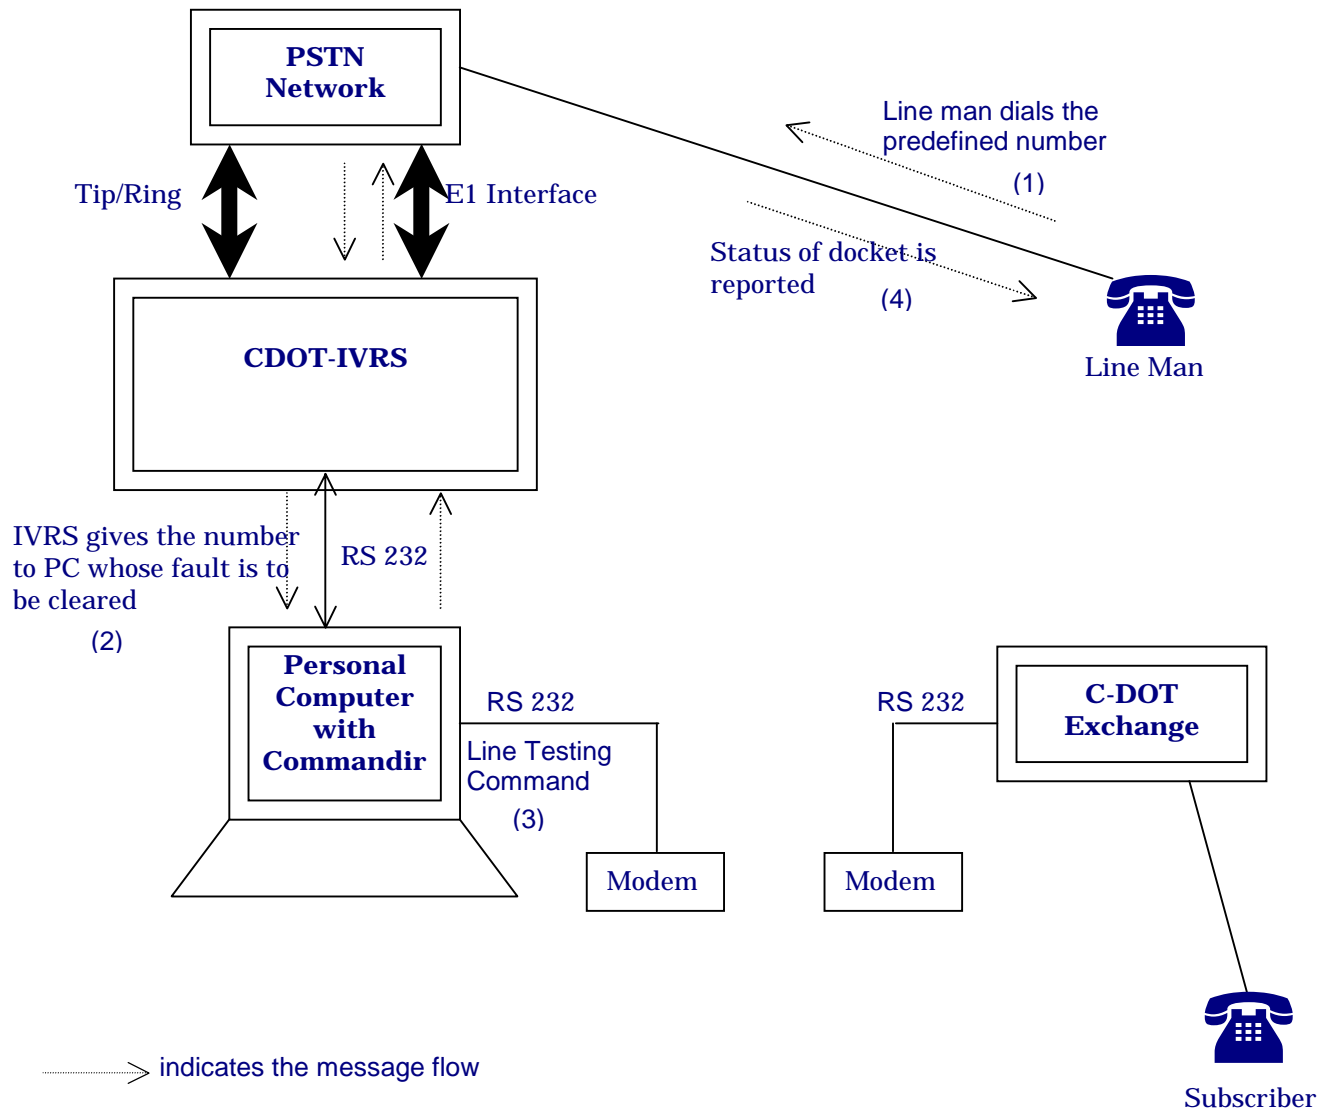 PSTN
Network
Line man dials the
predefined number
(1)
Tip/Ring
E1 Interface
Status of docket is
reported
(4)
Line Man
CDOT-IVRS
IVRS gives the number
to PC whose fault is to
be cleared
(2)
RS 232
Personal
Computer
with
Commandir
RS 232
Line Testing
Command
(3)
Modem
RS 232
Modem
C-DOT
Exchange
Subscriber
indicates the message flow